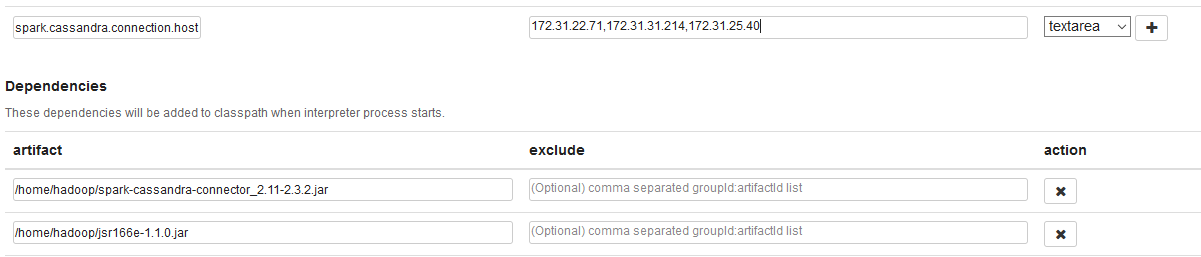 spark.cassandra.connection.host 172.31.22.71,172.31.31.214,172.31.25.40 textarea
Dependencies
These dependencies will be added to classpath when interpreter process starts.
artifact exclude action
/home/hadoop/spark-cassandra-connector_2.11-2.3.2.jar (Optional) comma separated groupId:artifactId list
/home/hadoop/jsr166e-1.1.0.jar (Optional) comma separated groupId:artifactId list